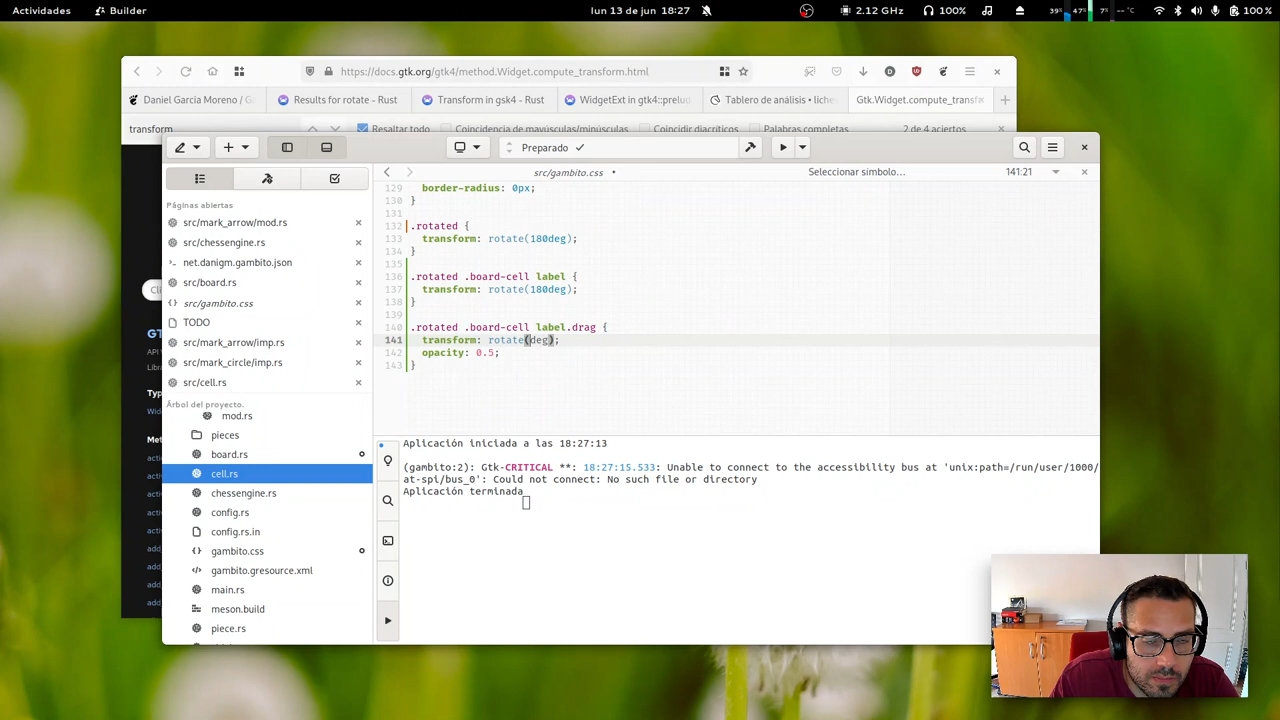 Actividades
Builder
lun 13 de jun 18:27
2.12 GHz
100%
39%
47%
7%
-- °C
100 %
https://docs.gtk.org/gtk4/method.Widget.compute_transform.html
Daniel Garcia Moreno / G
Results for rotate - Rust
Transform in gsk4 - Rust
WidgetExt in gtk4::prelud
Tablero de análisis • liche
Gtk.Widget.compute_transf
transform
Resaltar todo
Coincidencia de mayúsculas/minúsculas
Coincidir diacríticos
Palabras completas
2 de 4 aciertos
Preparado
src/gambito.css •
Seleccionar símbolo…
141:21
Páginas abiertas
src/mark_arrow/mod.rs
src/chessengine.rs
net.danigm.gambito.json
src/board.rs
src/gambito.css
TODO
src/mark_arrow/imp.rs
src/mark_circle/imp.rs
src/cell.rs
Árbol del proyecto.
mod.rs
pieces
board.rs
cell.rs
chessengine.rs
config.rs
config.rs.in
gambito.css
gambito.gresource.xml
main.rs
meson.build
piece.rs
129 border-radius: 0px;
130 }
131
132 .rotated {
133 transform: rotate(180deg);
134 }
135
136 .rotated .board-cell label {
137 transform: rotate(180deg);
138 }
139
140 .rotated .board-cell label.drag {
141 transform: rotate(deg);
142 opacity: 0.5;
143 }
Aplicación iniciada a las 18:27:13
(gambito:2): Gtk-CRITICAL **: 18:27:15.533: Unable to connect to the accessibility bus at 'unix:path=/run/user/1000/
at-spi/bus_0': Could not connect: No such file or directory
Aplicación terminada